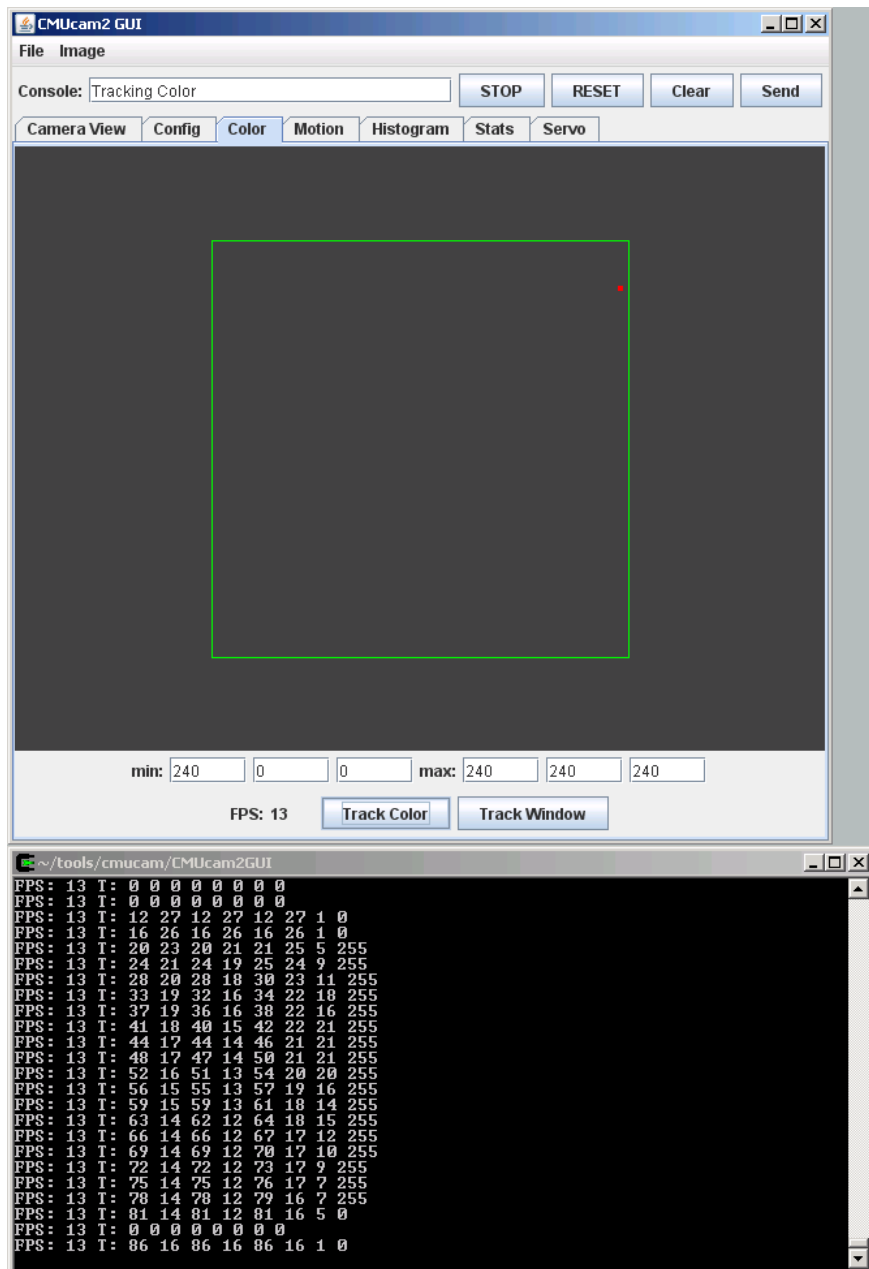 CMUcam2 GUI
File Image
Console: Tracking Color STOP RESET Clear Send
Camera View Config Color Motion Histogram Stats Servo
min: 240 0 0 max: 240 240 240
FPS: 13 Track Color Track Window
~/tools/cmucam/CMUcam2GUI
FPS: 13 T: 0 0 0 0 0 0 0 0
FPS: 13 T: 0 0 0 0 0 0 0 0
FPS: 13 T: 12 27 12 27 12 27 1 0
FPS: 13 T: 16 26 16 26 16 26 1 0
FPS: 13 T: 20 23 20 21 21 25 5 255
FPS: 13 T: 24 21 24 19 25 24 9 255
FPS: 13 T: 28 20 28 18 30 23 11 255
FPS: 13 T: 33 19 32 16 34 22 18 255
FPS: 13 T: 37 19 36 16 38 22 16 255
FPS: 13 T: 41 18 40 15 42 22 21 255
FPS: 13 T: 44 17 44 14 46 21 21 255
FPS: 13 T: 48 17 47 14 50 21 21 255
FPS: 13 T: 52 16 51 13 54 20 20 255
FPS: 13 T: 56 15 55 13 57 19 16 255
FPS: 13 T: 59 15 59 13 61 18 14 255
FPS: 13 T: 63 14 62 12 64 18 15 255
FPS: 13 T: 66 14 66 12 67 17 12 255
FPS: 13 T: 69 14 69 12 70 17 10 255
FPS: 13 T: 72 14 72 12 73 17 9 255
FPS: 13 T: 75 14 75 12 76 17 7 255
FPS: 13 T: 78 14 78 12 79 16 7 255
FPS: 13 T: 81 14 81 12 81 16 5 0
FPS: 13 T: 0 0 0 0 0 0 0 0
FPS: 13 T: 86 16 86 16 86 16 1 0